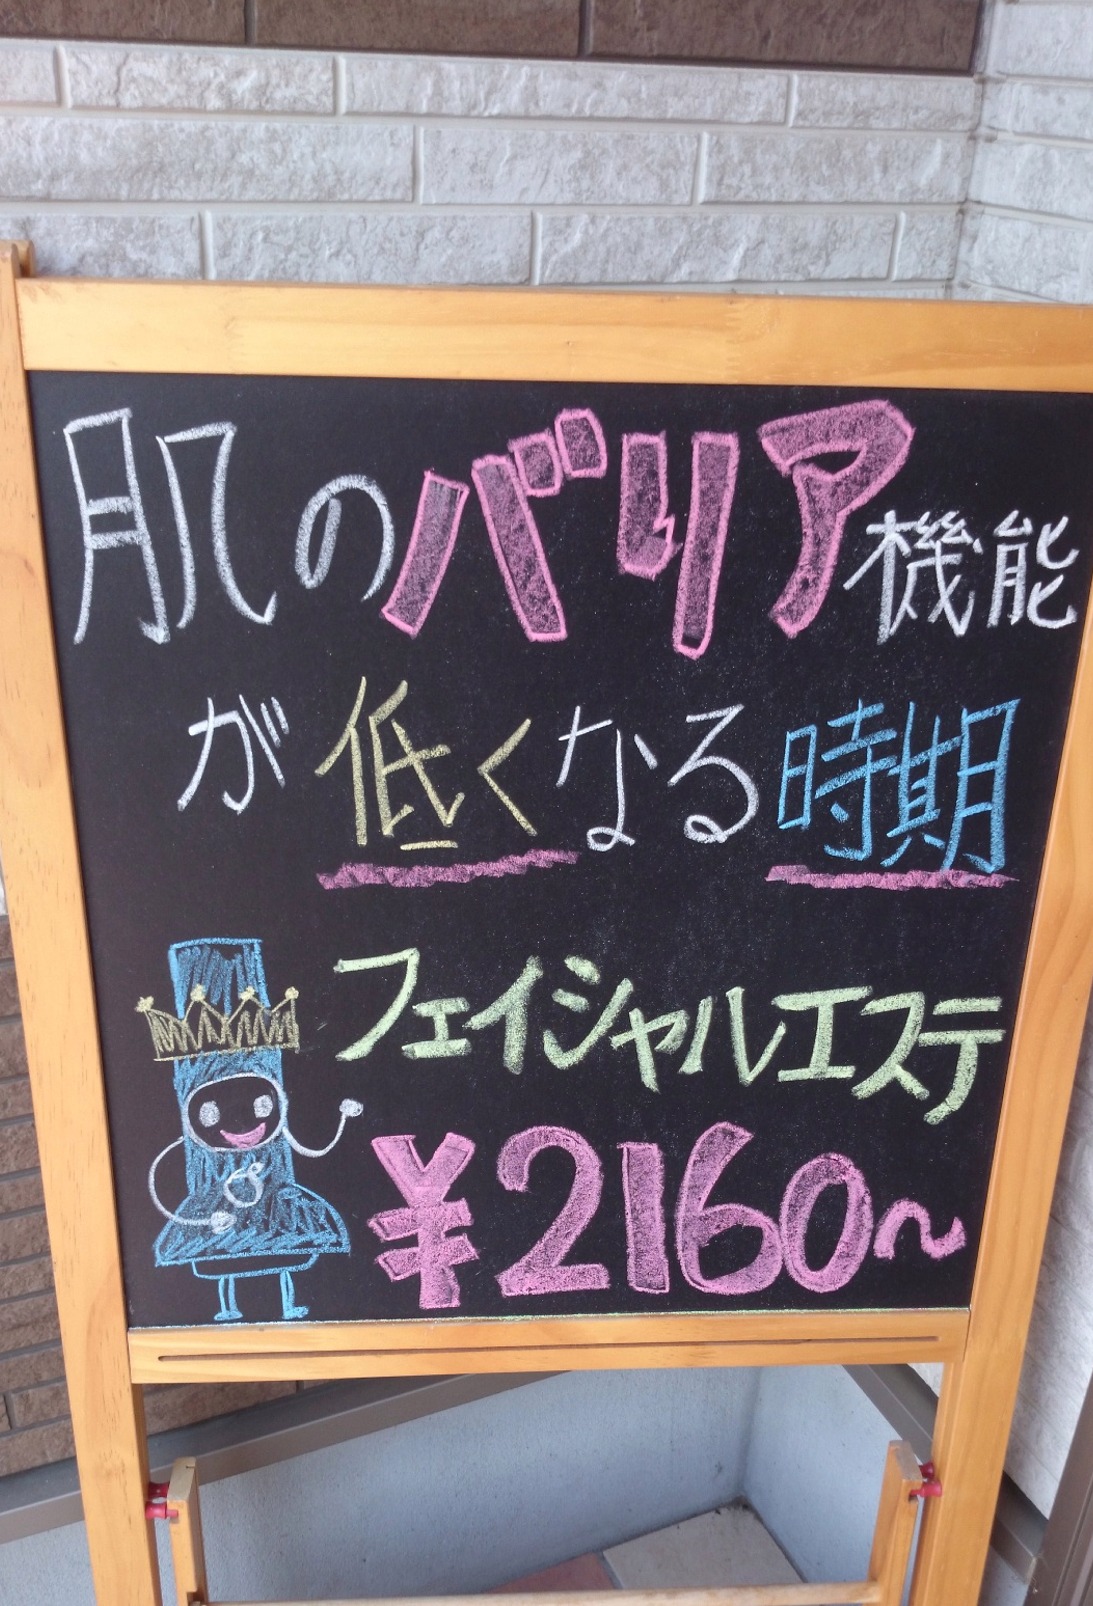 肌のバリア機能
が低くなる時期
フェイシャルエステ
¥2160~